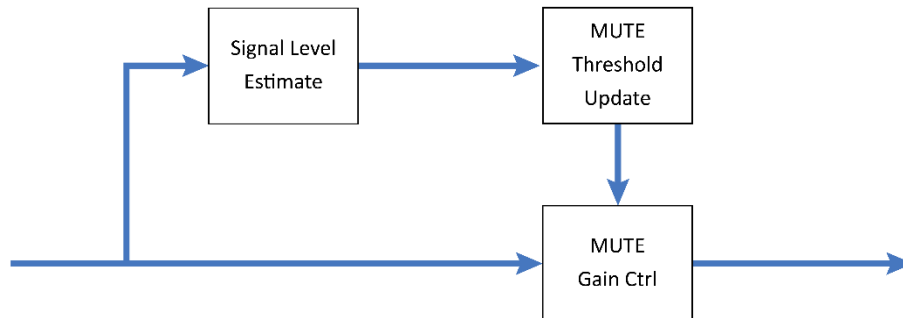 Signal Level
Estimate
MUTE
Threshold
Update
MUTE
Gain Ctrl